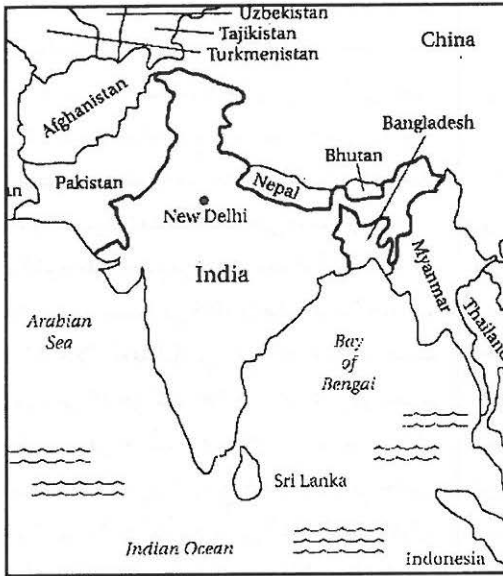 Uzbekistan
Tajikistan
Turkmenistan
China
Afghanistan
Bangladesh
Bhutan
Pakistan
Nepal
New Delhi
India
Myanmar
Thailand
Arabian
Sea
Bay
of
Bengai
Sri Lanka
Indian Ocean
Indonesia